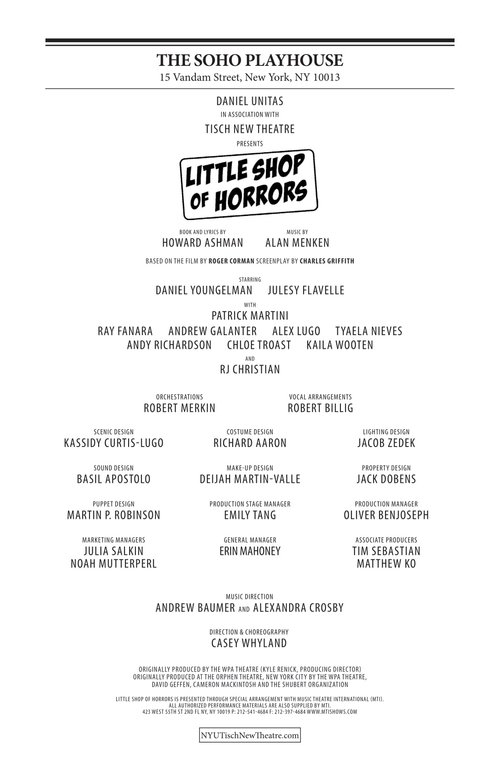 THE SOHO PLAYHOUSE
15 Vandam Street, New York, NY 10013
DANIEL UNITAS
IN ASSOCIATION WITH
TISCH NEW THEATRE
PRESENTS
LITTLE SHOP
OF HORRORS
BOOK AND LYRICS BY MUSIC BY
HOWARD ASHMAN ALAN MENKEN
BASED ON THE FILM BY ROGER CORMAN SCREENPLAY BY CHARLES GRIFFITH
STARRING
DANIEL YOUNGELMAN JULESY FLAVELLE
WITH
PATRICK MARTINI
RAY FANARA ANDREW GALANTER ALEX LUGO TYAELA NIEVES
ANDY RICHARDSON CHLOE TROAST KAILA WOOTEN
AND
RJ CHRISTIAN
ORCHESTRATIONS VOCAL ARRANGEMENTS
ROBERT MERKIN ROBERT BILLIG
SCENIC DESIGN COSTUME DESIGN LIGHTING DESIGN
KASSIDY CURTIS-LUGO RICHARD AARON JACOB ZEDEK
SOUND DESIGN MAKE-UP DESIGN PROPERTY DESIGN
BASIL APOSTOLO DEIJAH MARTIN-VALLE JACK DOBENS
PUPPET DESIGN PRODUCTION STAGE MANAGER PRODUCTION MANAGER
MARTIN P. ROBINSON EMILY TANG OLIVER BENJOSEPH
MARKETING MANAGERS GENERAL MANAGER ASSOCIATE PRODUCERS
JULIA SALKIN ERIN MAHONEY TIM SEBASTIAN
NOAH MUTTERPERL MATTHEW KO
MUSIC DIRECTION
ANDREW BAUMER AND ALEXANDRA CROSBY
DIRECTION & CHOREOGRAPHY
CASEY WHYLAND
ORIGINALLY PRODUCED BY THE WPA THEATRE (KYLE RENICK, PRODUCING DIRECTOR)
ORIGINALLY PRODUCED AT THE ORPHEN THEATRE, NEW YORK CITY BY THE WPA THEATRE,
DAVID GEFFEN, CAMERON MACKINTOSH AND THE SHUBERT ORGANIZATION
LITTLE SHOP OF HORRORS IS PRESENTED THROUGH SPECIAL ARRANGEMENT WITH MUSIC THEATRE INTERNATIONAL (MTI).
ALL AUTHORIZED PERFORMANCE MATERIALS ARE ALSO SUPPLIED BY MTI.
423 WEST 55TH ST 2ND FL NY, NY 10019 P: 212-541-4684 F: 212-397-4684 WWW.MTISHOWS.COM
NYUTischNewTheatre.com